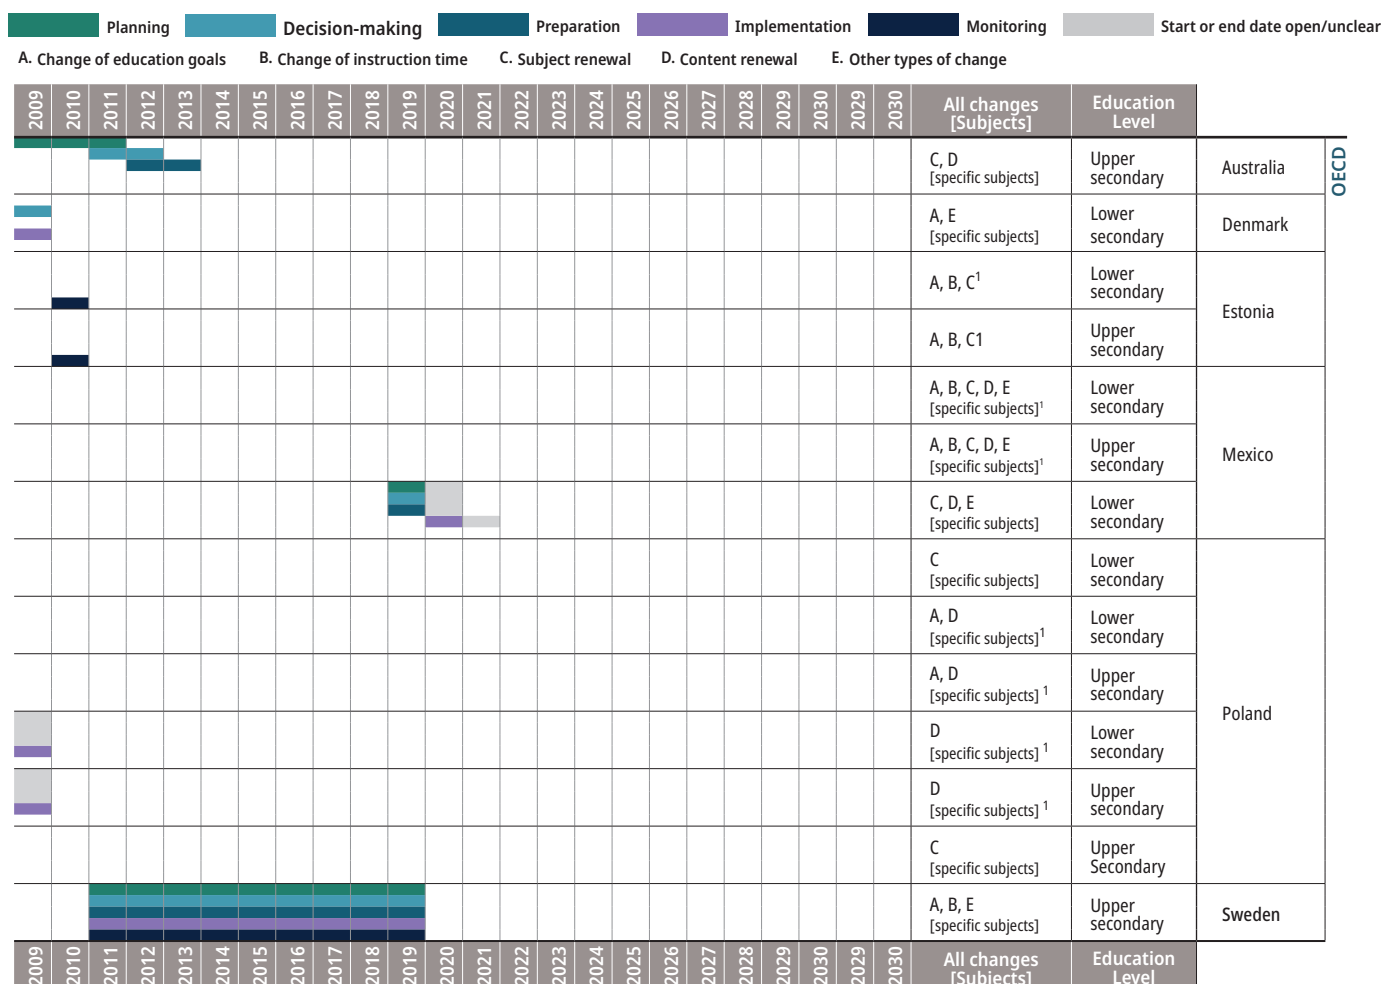 Planning Decision-making Preparation Implementation Monitoring Start or end date open/unclear
A. Change of education goals B. Change of instruction time C. Subject renewal D. Content renewal E. Other types of change
2009 2010 2011 2012 2013 2014 2015 2016 2017 2018 2019 2020 2021 2022 2023 2024 2025 2026 2027 2028 2029 2030 2029 2030 All changes Education
[Subjects] Level
OECD
C, D Upper
[specific subjects] secondary
Australia
A, E Lower
[specific subjects] secondary
Denmark
A, B, C¹ Lower
secondary
Estonia
A, B, C1 Upper
secondary
A, B, C, D, E Lower
[specific subjects]¹ secondary
A, B, C, D, E Upper
[specific subjects]¹ secondary
Mexico
C, D, E Lower
[specific subjects] secondary
C Lower
[specific subjects] secondary
A, D Lower
[specific subjects]¹ secondary
A, D Upper
[specific subjects] ¹ secondary
Poland
D Lower
[specific subjects] ¹ secondary
D Upper
[specific subjects] ¹ secondary
C Upper
[specific subjects] Secondary
A, B, E Upper
[specific subjects] secondary
Sweden
2009 2010 2011 2012 2013 2014 2015 2016 2017 2018 2019 2020 2021 2022 2023 2024 2025 2026 2027 2028 2029 2030 2029 2030 All changes Education
[Subjects] Level